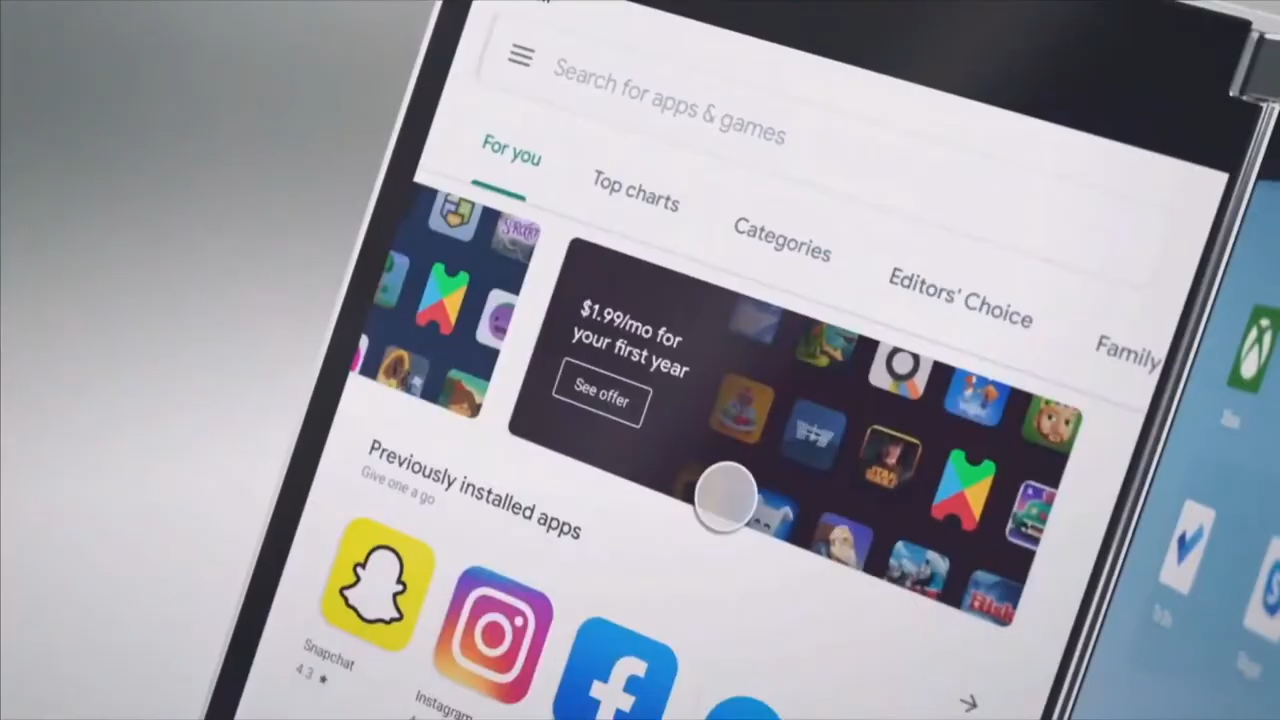 Search for apps & games
For you
Top charts
Categories
Editors' Choice
Family
$1.99/mo for
your first year
See offer
Previously installed apps
Give one a go
Snapchat
4.3 ★
Instagram